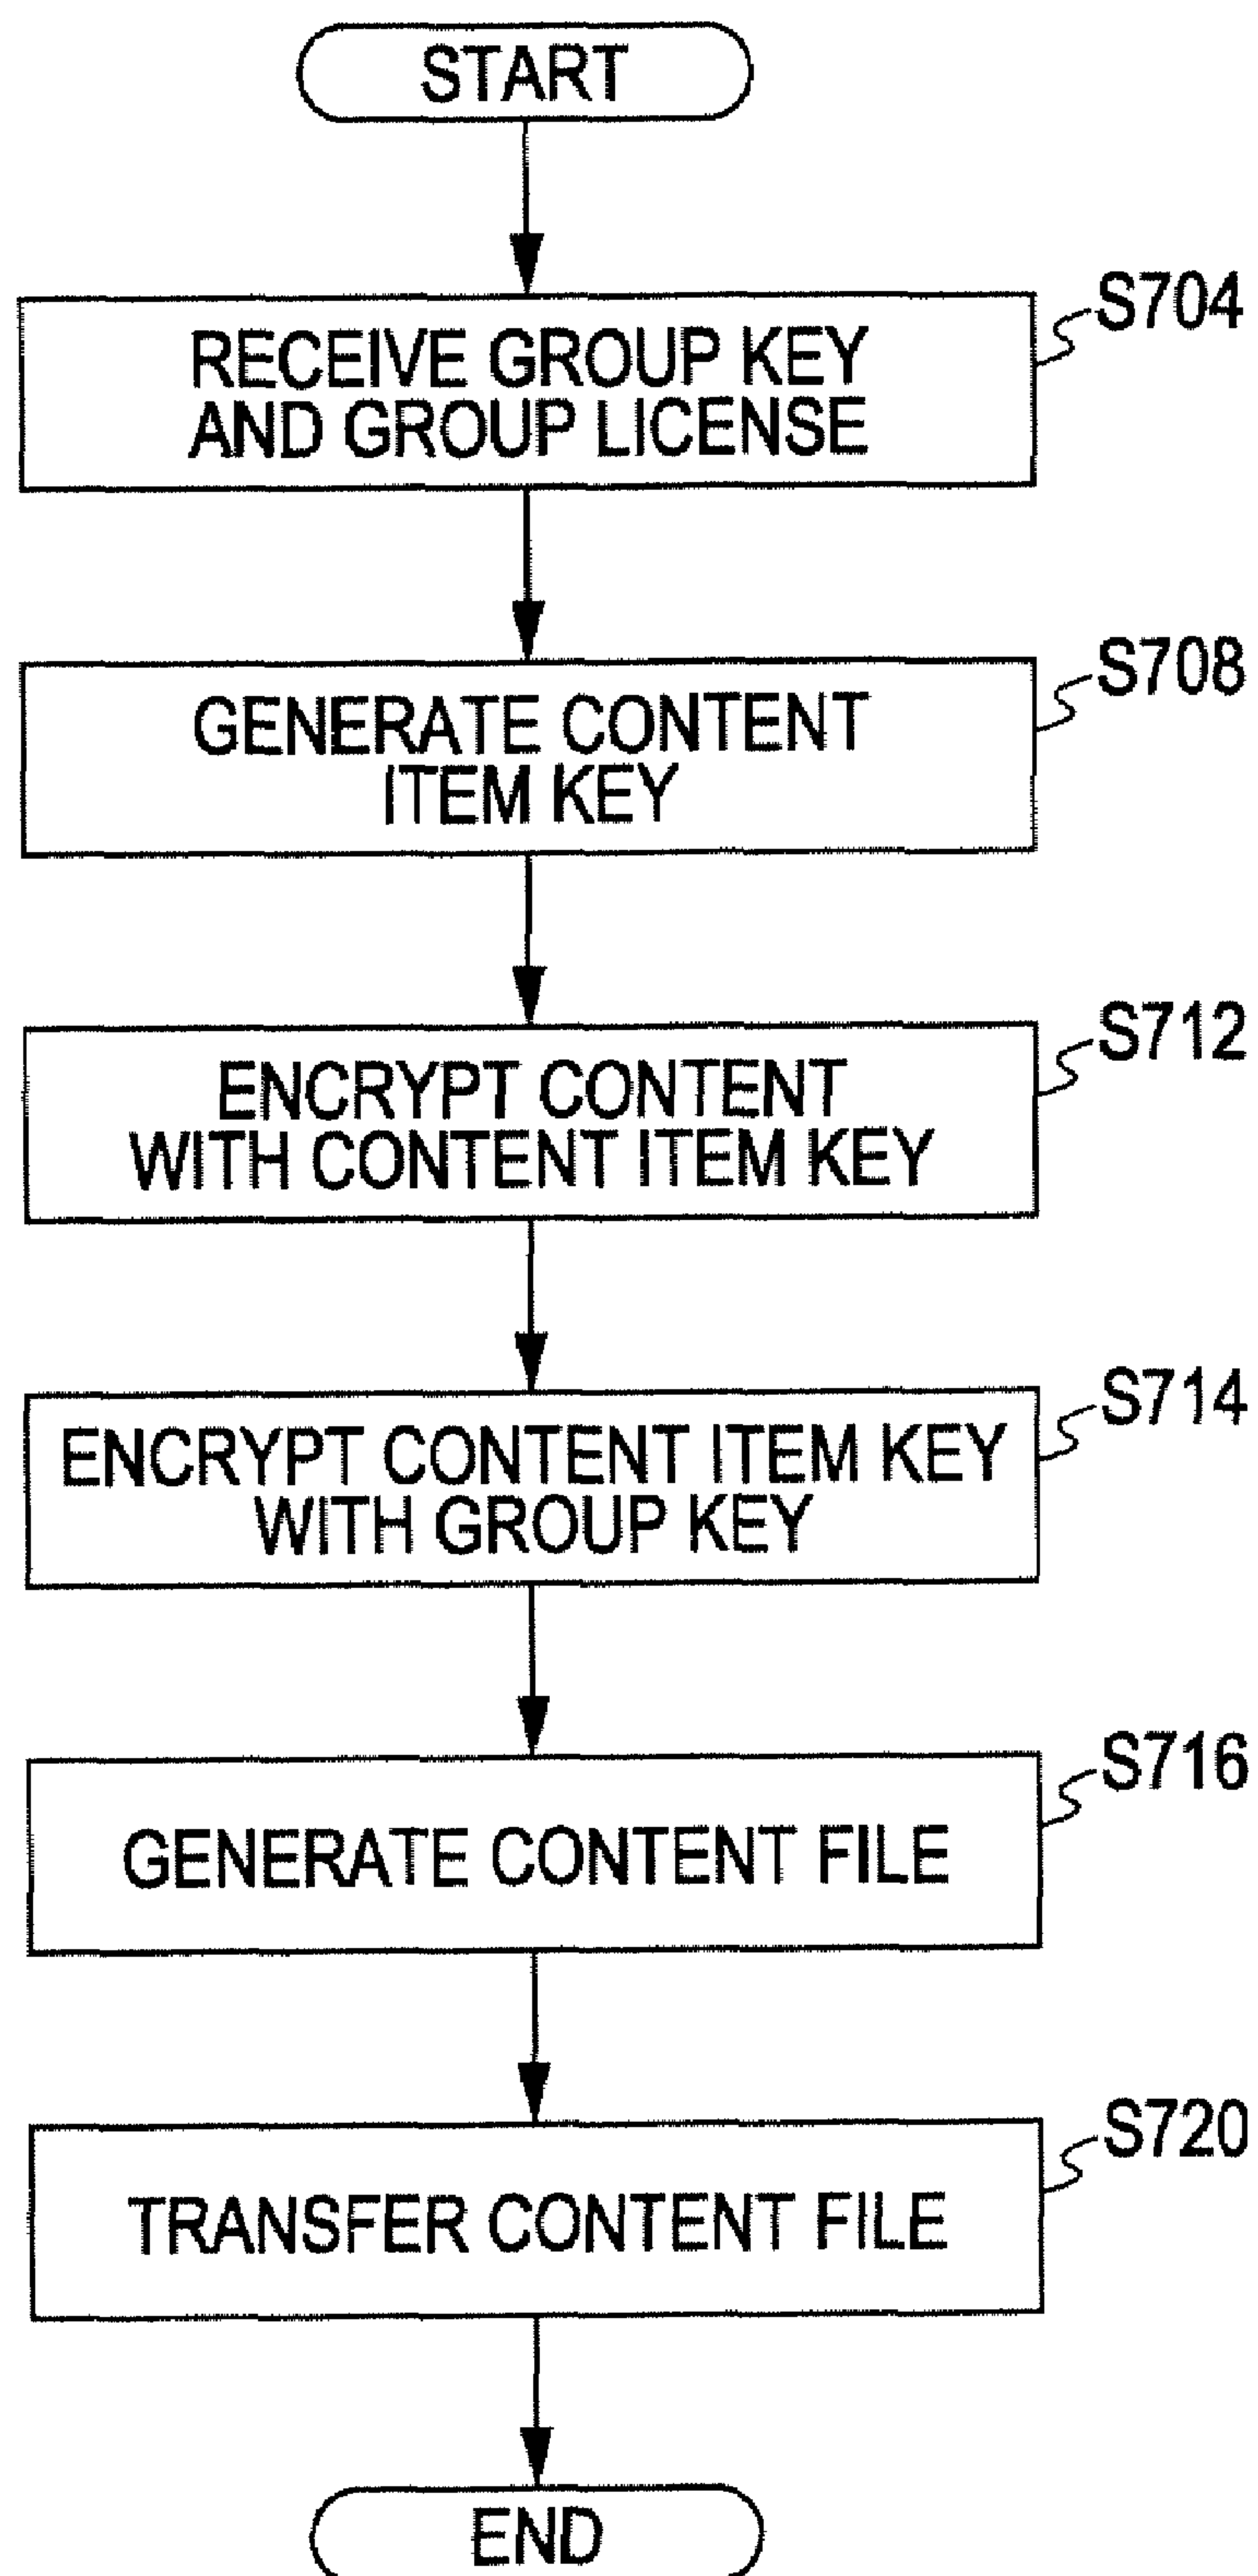 START
S704
RECEIVE GROUP KEY
AND GROUP LICENSE
S708
GENERATE CONTENT
ITEM KEY
S712
ENCRYPT CONTENT
WITH CONTENT ITEM KEY
S714
ENCRYPT CONTENT ITEM KEY
WITH GROUP KEY
S716
GENERATE CONTENT FILE
S720
TRANSFER CONTENT FILE
END